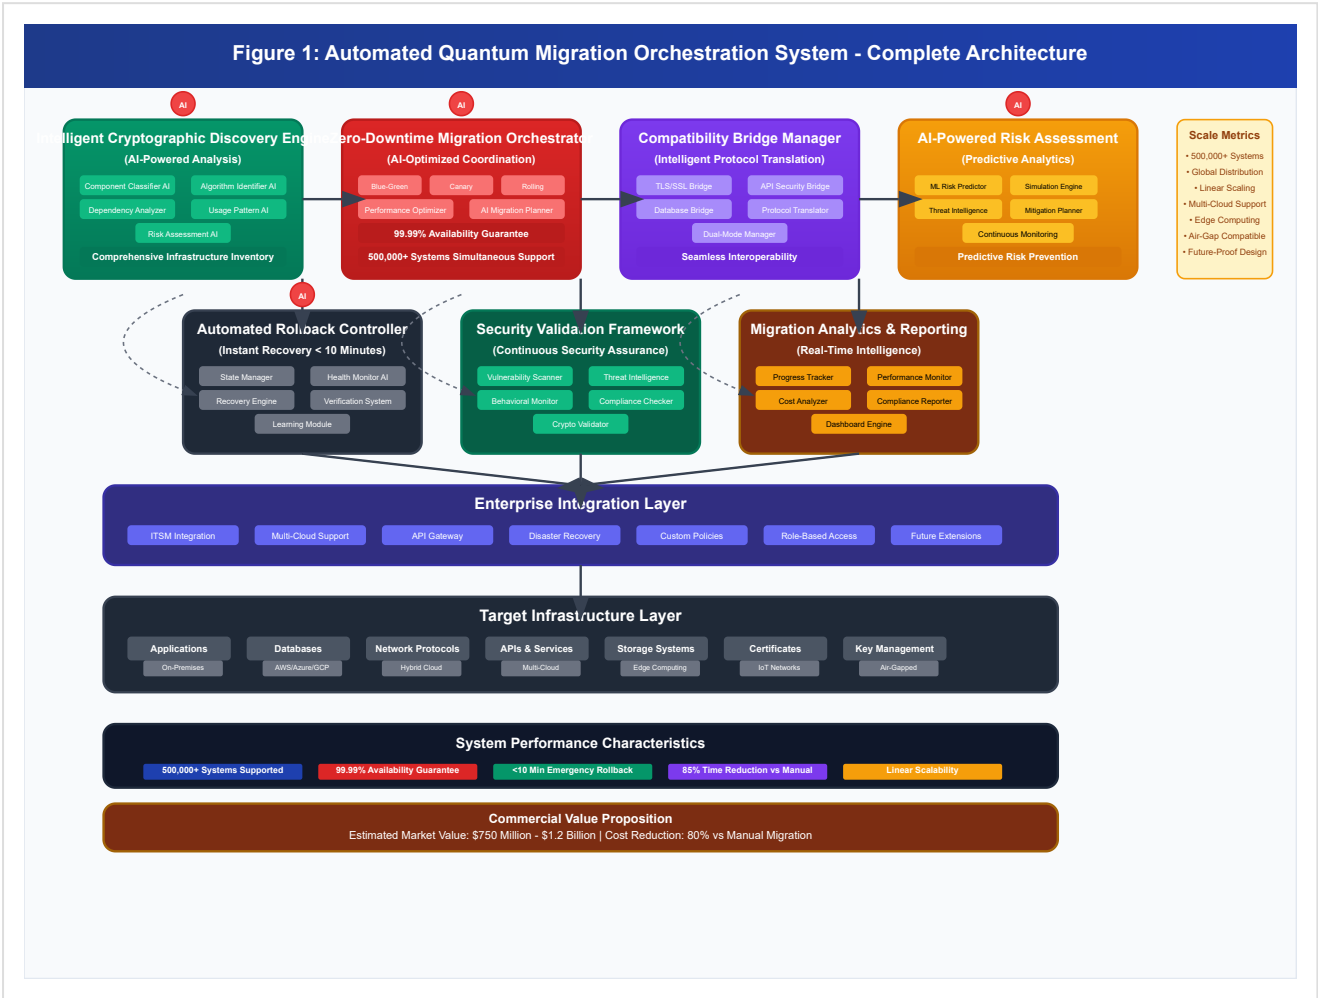 Figure 1: Automated Quantum Migration Orchestration System - Complete Architecture
AI
AI
AI
Intelligent Cryptographic Discovery Engine
(AI-Powered Analysis)
Component Classifier AI
Algorithm Identifier AI
Dependency Analyzer
Usage Pattern AI
Risk Assessment AI
Comprehensive Infrastructure Inventory
Zero-Downtime Migration Orchestrator
(AI-Optimized Coordination)
Blue-Green
Canary
Rolling
Performance Optimizer
AI Migration Planner
99.99% Availability Guarantee
500,000+ Systems Simultaneous Support
Compatibility Bridge Manager
(Intelligent Protocol Translation)
TLS/SSL Bridge
API Security Bridge
Database Bridge
Protocol Translator
Dual-Mode Manager
Seamless Interoperability
AI-Powered Risk Assessment
(Predictive Analytics)
ML Risk Predictor
Simulation Engine
Threat Intelligence
Mitigation Planner
Continuous Monitoring
Predictive Risk Prevention
Scale Metrics
• 500,000+ Systems
• Global Distribution
• Linear Scaling
• Multi-Cloud Support
• Edge Computing
• Air-Gap Compatible
• Future-Proof Design
AI
Automated Rollback Controller
(Instant Recovery < 10 Minutes)
State Manager
Health Monitor AI
Recovery Engine
Verification System
Learning Module
Security Validation Framework
(Continuous Security Assurance)
Vulnerability Scanner
Threat Intelligence
Behavioral Monitor
Compliance Checker
Crypto Validator
Migration Analytics & Reporting
(Real-Time Intelligence)
Progress Tracker
Performance Monitor
Cost Analyzer
Compliance Reporter
Dashboard Engine
Enterprise Integration Layer
ITSM Integration
Multi-Cloud Support
API Gateway
Disaster Recovery
Custom Policies
Role-Based Access
Future Extensions
Target Infrastructure Layer
Applications
Databases
Network Protocols
APIs & Services
Storage Systems
Certificates
Key Management
On-Premises
AWS/Azure/GCP
Hybrid Cloud
Multi-Cloud
Edge Computing
IoT Networks
Air-Gapped
System Performance Characteristics
500,000+ Systems Supported
99.99% Availability Guarantee
<10 Min Emergency Rollback
85% Time Reduction vs Manual
Linear Scalability
Commercial Value Proposition
Estimated Market Value: $750 Million - $1.2 Billion | Cost Reduction: 80% vs Manual Migration